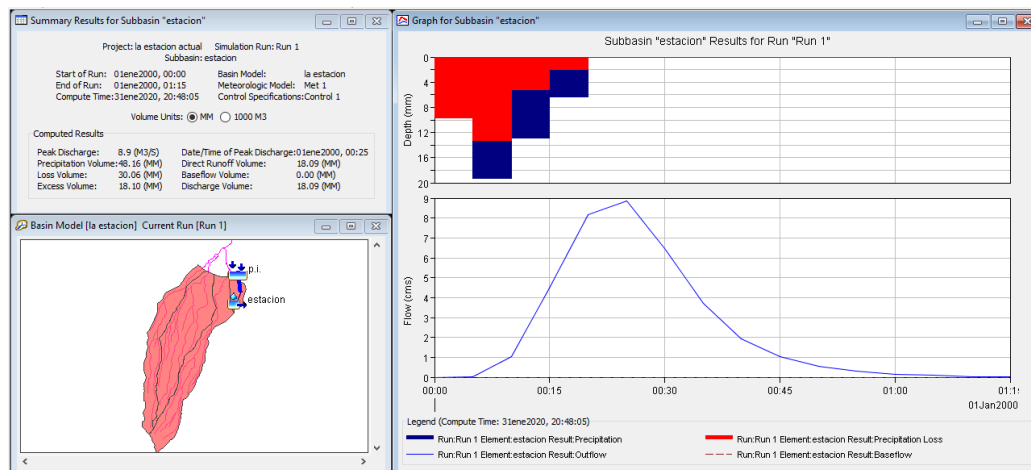 Summary Results for Subbasin "estacion"
Project: la estacion actual Simulation Run: Run 1
Subbasin: estacion
Start of Run: 01ene2000, 00:00 Basin Model: la estacion
End of Run: 01ene2000, 01:15 Meteorologic Model: Met 1
Compute Time:31ene2020, 20:48:05 Control Specifications:Control 1
Volume Units: MM 1000 M3
Computed Results
Peak Discharge: 8.9 (M3/S) Date/Time of Peak Discharge:01ene2000, 00:25
Precipitation Volume:48.16 (MM) Direct Runoff Volume: 18.09 (MM)
Loss Volume: 30.06 (MM) Baseflow Volume: 0.00 (MM)
Excess Volume: 18.10 (MM) Discharge Volume: 18.09 (MM)
Basin Model [la estacion] Current Run [Run 1]
p.i.
estacion
Graph for Subbasin "estacion"
Subbasin "estacion" Results for Run "Run 1"
Depth (mm)
0
4
8
12
16
20
Flow (cms)
9
8
7
6
5
4
3
2
1
0
00:00 00:15 00:30 00:45 01:00 01:15
01Jan2000
Legend (Compute Time: 31ene2020, 20:48:05)
Run:Run 1 Element:estacion Result:Precipitation Run:Run 1 Element:estacion Result:Precipitation Loss
Run:Run 1 Element:estacion Result:Outflow Run:Run 1 Element:estacion Result:Baseflow